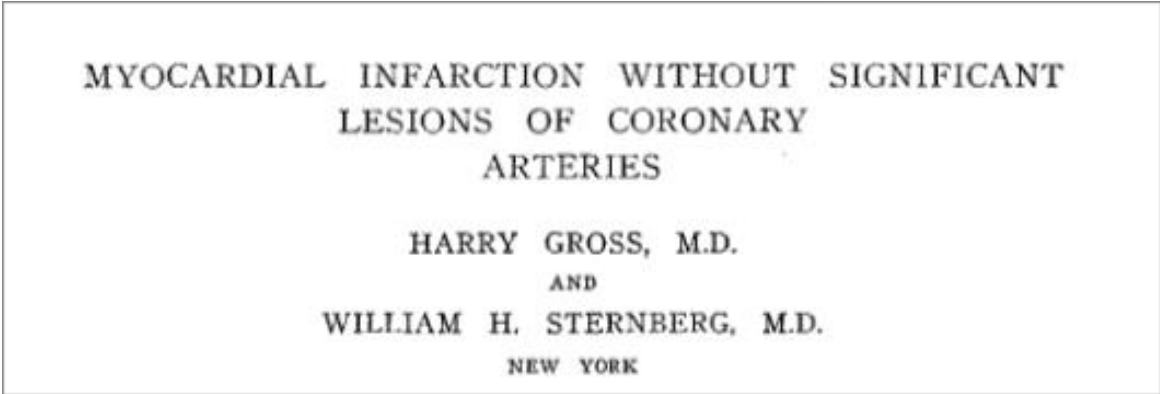 MYOCARDIAL INFARCTION WITHOUT SIGNIFICANT
LESIONS OF CORONARY
ARTERIES
HARRY GROSS, M.D.
AND
WILLIAM H. STERNBERG, M.D.
NEW YORK